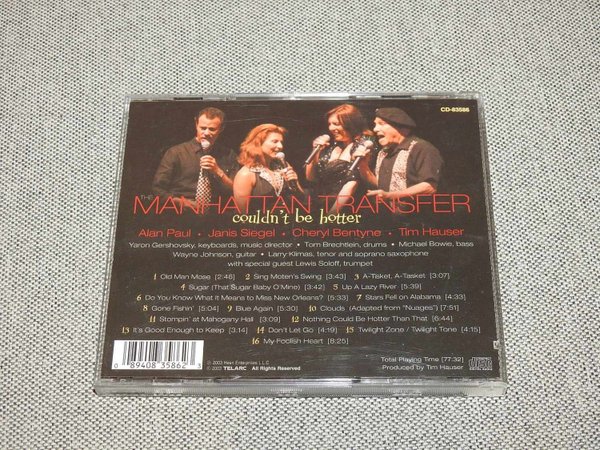 CD-83586
THE MANHATTAN TRANSFER
couldn't be hotter
Alan Paul • Janis Siegel • Cheryl Bentyne • Tim Hauser
Yaron Gershovsky, keyboards, music director • Tom Brechtlein, drums • Michael Bowie, bass
Wayne Johnson, guitar • Larry Klimas, tenor and soprano saxophone
with special guest Lewis Soloff, trumpet
1 Old Man Mose [2:46] 2 Sing Moten's Swing [3:43] 3 A-Tisket, A-Tasket [3:07]
4 Sugar (That Sugar Baby O'Mine) [3:42] 5 Up A Lazy River [5:39]
6 Do You Know What it Means to Miss New Orleans? [3:33] 7 Stars Fell on Alabama [4:33]
8 Gone Fishin' [5:04] 9 Blue Again [5:30] 10 Clouds (Adapted from "Nuages") [7:51]
11 Stompin' at Mahogany Hall [3:09] 12 Nothing Could Be Hotter Than That [6:44]
13 It's Good Enough to Keep [3:14] 14 Don't Let Go [4:19] 15 Twilight Zone / Twilight Tone [4:15]
16 My Foolish Heart [8:25]
0 89408 35862 3
℗ 2003 Heart Enterprises, L.L.C.
© 2003 TELARC All Rights Reserved
Total Playing Time [77:32]
Produced by Tim Hauser